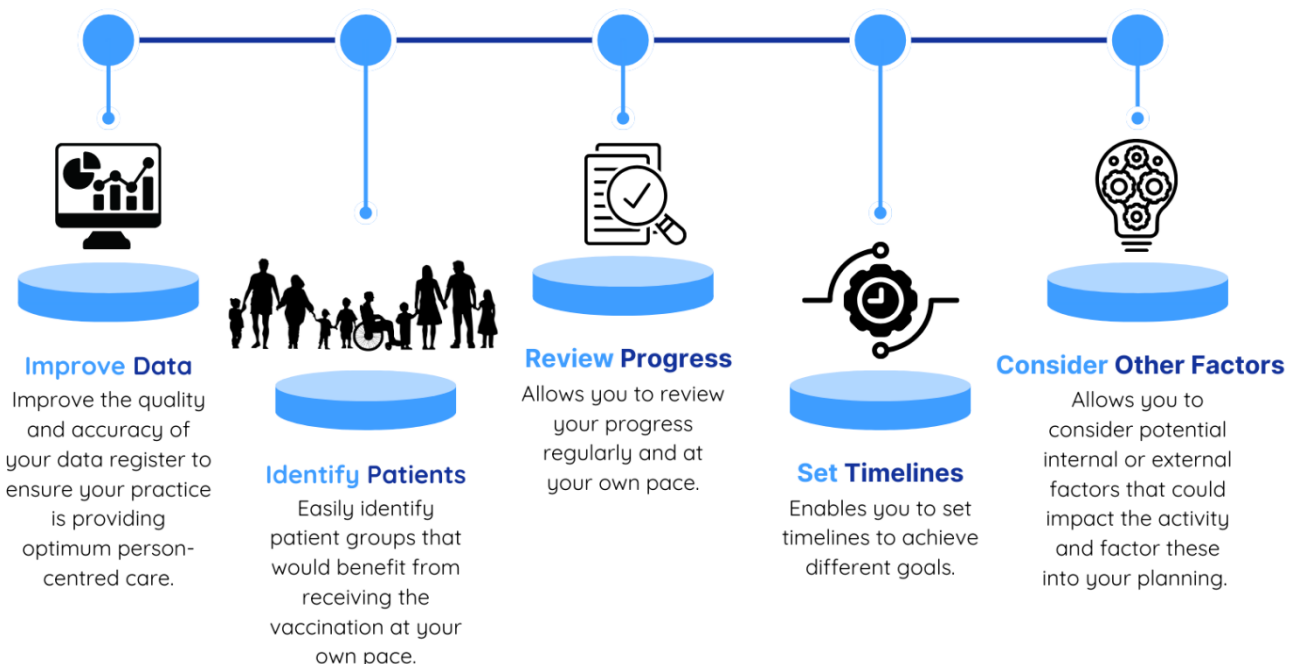 Improve Data
Improve the quality
and accuracy of
your data register to
ensure your practice
is providing
optimum person-
centred care.
Identify Patients
Easily identify
patient groups that
would benefit from
receiving the
vaccination at your
own pace.
Review Progress
Allows you to review
your progress
regularly and at
your own pace.
Set Timelines
Enables you to set
timelines to achieve
different goals.
Consider Other Factors
Allows you to
consider potential
internal or external
factors that could
impact the activity
and factor these
into your planning.